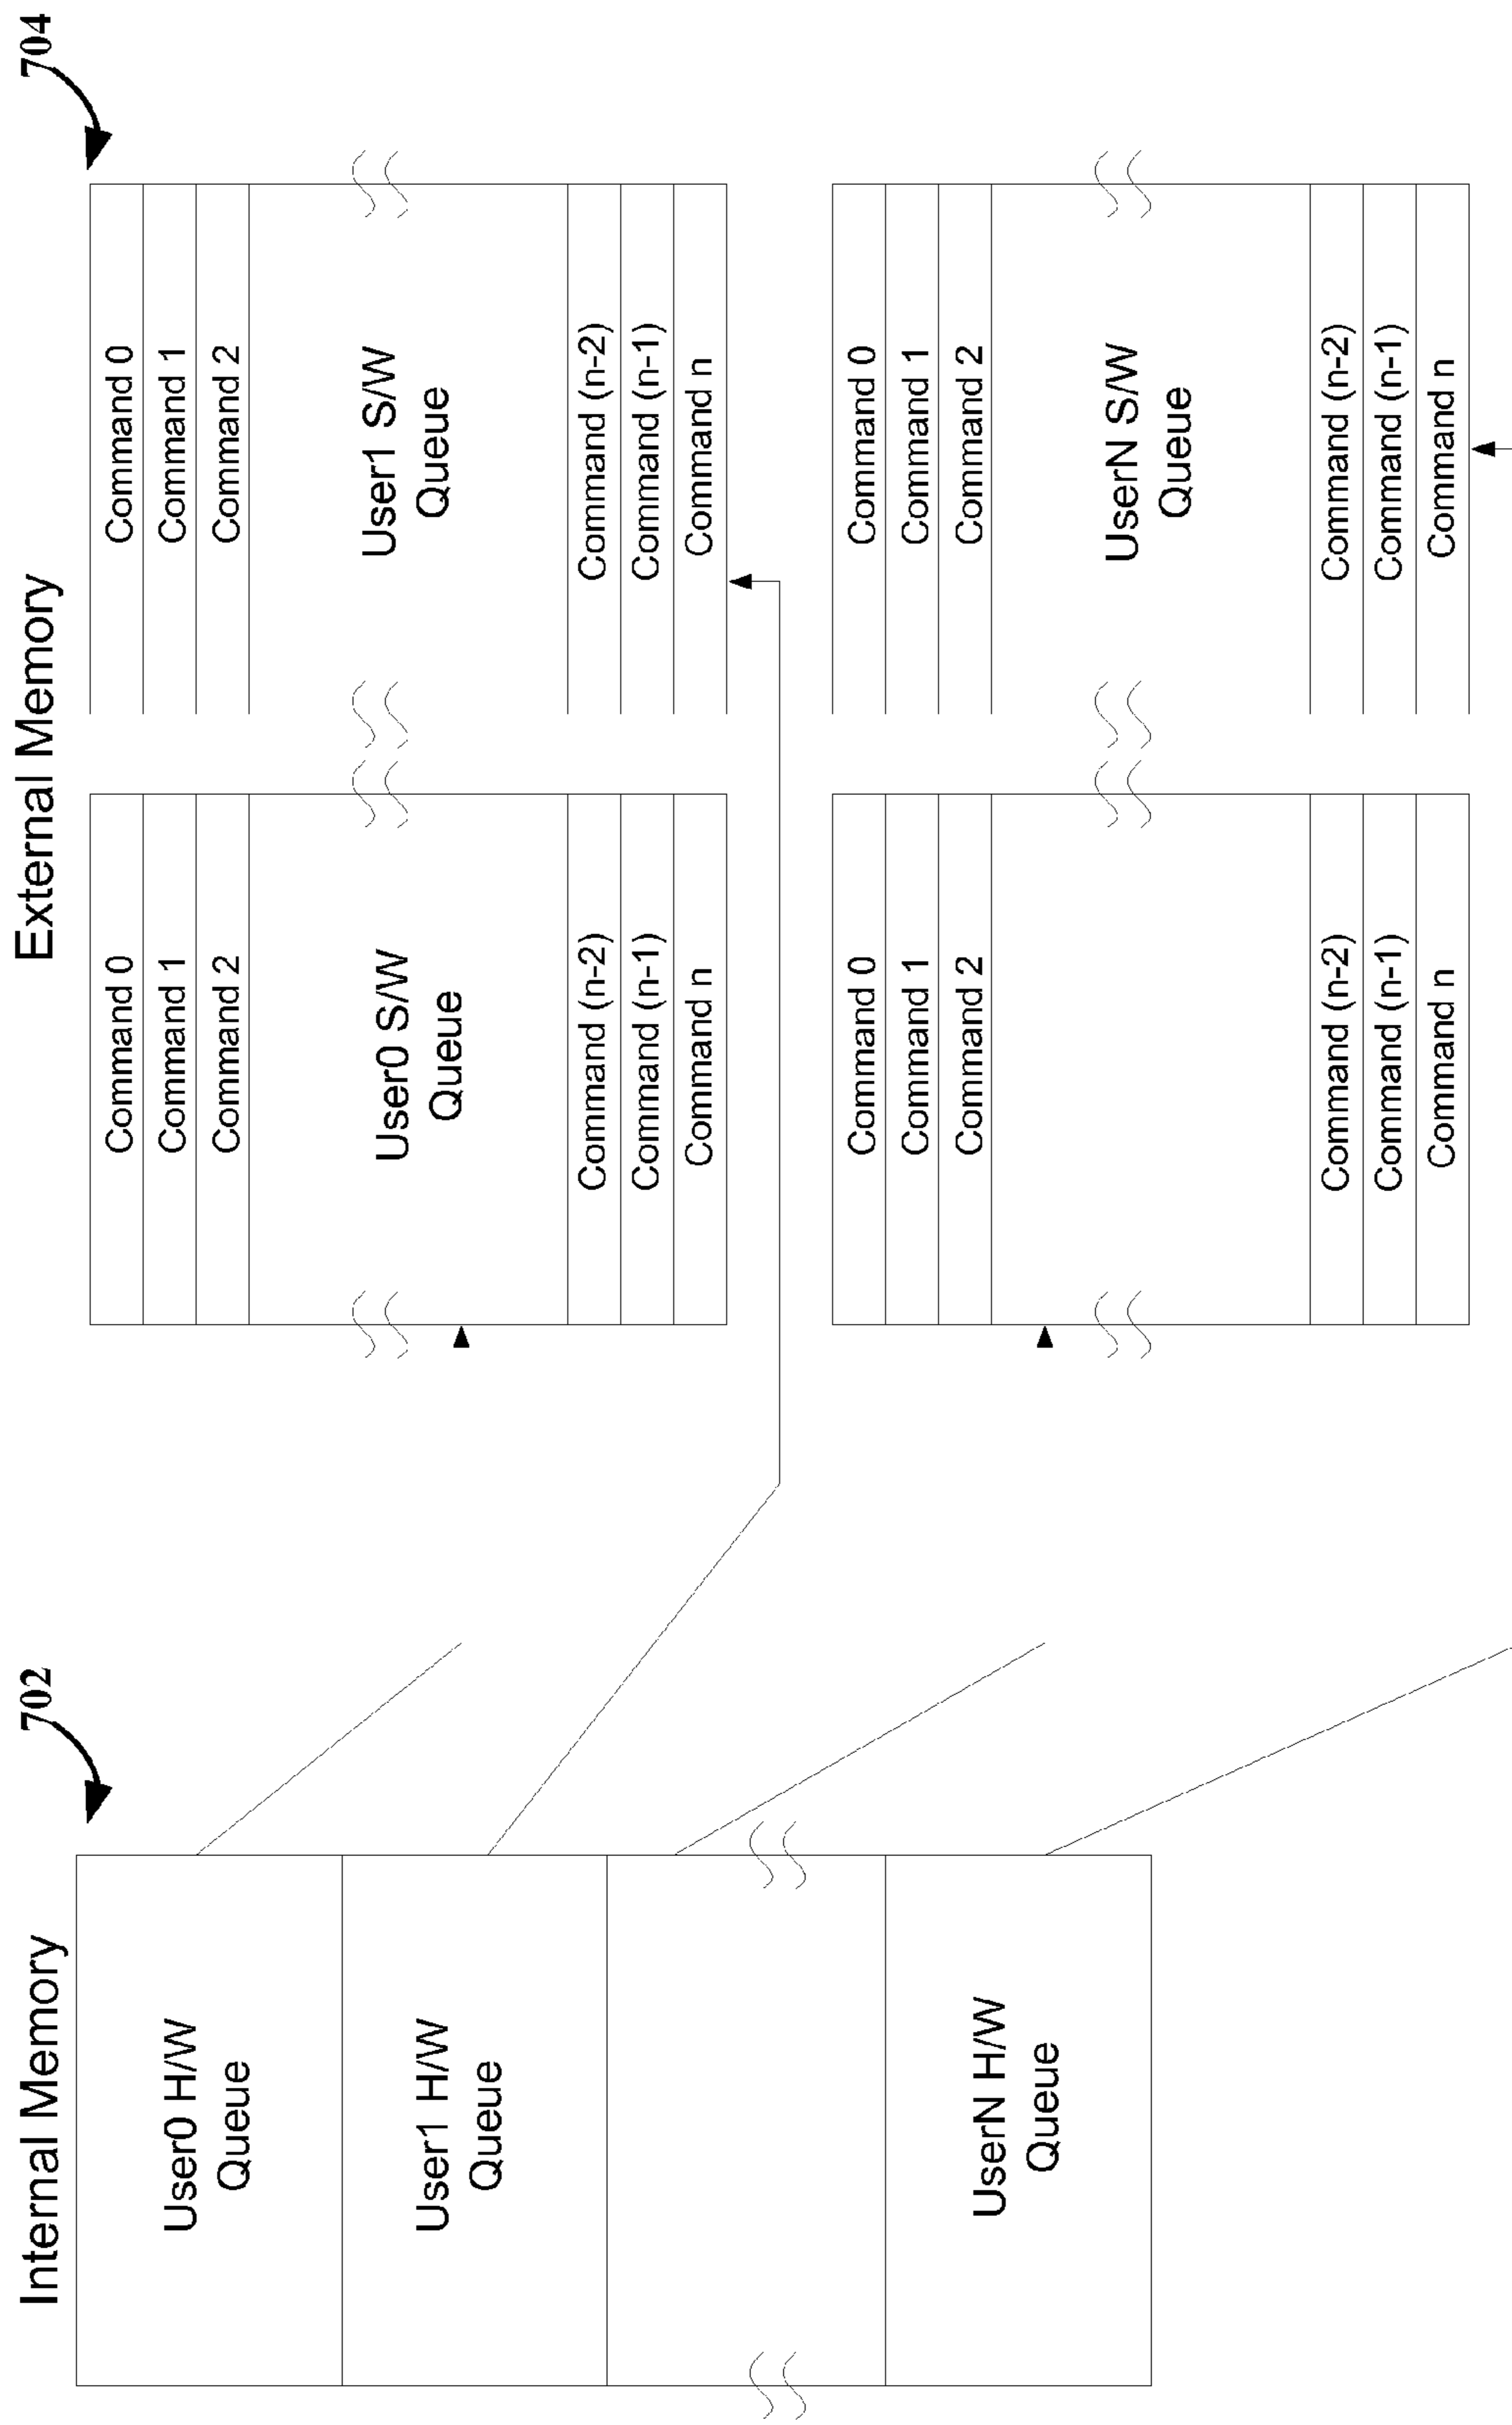 Internal Memory
702
User0 H/W
Queue
User1 H/W
Queue
UserN H/W
Queue
External Memory
704
Command 0
Command 1
Command 2
User0 S/W
Queue
Command (n-2)
Command (n-1)
Command n
Command 0
Command 1
Command 2
User1 S/W
Queue
Command (n-2)
Command (n-1)
Command n
Command 0
Command 1
Command 2
Command (n-2)
Command (n-1)
Command n
Command 0
Command 1
Command 2
UserN S/W
Queue
Command (n-2)
Command (n-1)
Command n